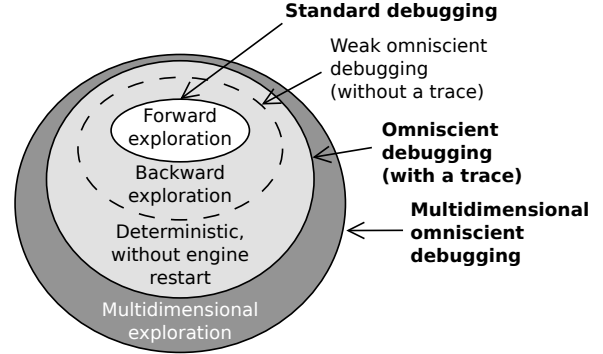 Standard debugging
Weak omniscient
debugging
(without a trace)
Forward
exploration
Omniscient
debugging
(with a trace)
Backward
exploration
Multidimensional
omniscient
debugging
Deterministic,
without engine
restart
Multidimensional
exploration